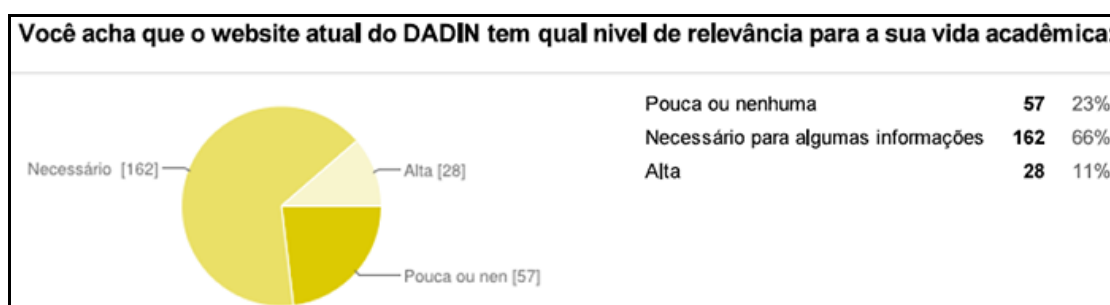 Você acha que o website atual do DADIN tem qual nivel de relevância para a sua vida acadêmica:
Pouca ou nenhuma 57 23%
Necessário para algumas informações 162 66%
Alta 28 11%
Necessário [162]
Alta [28]
Pouca ou nen [57]